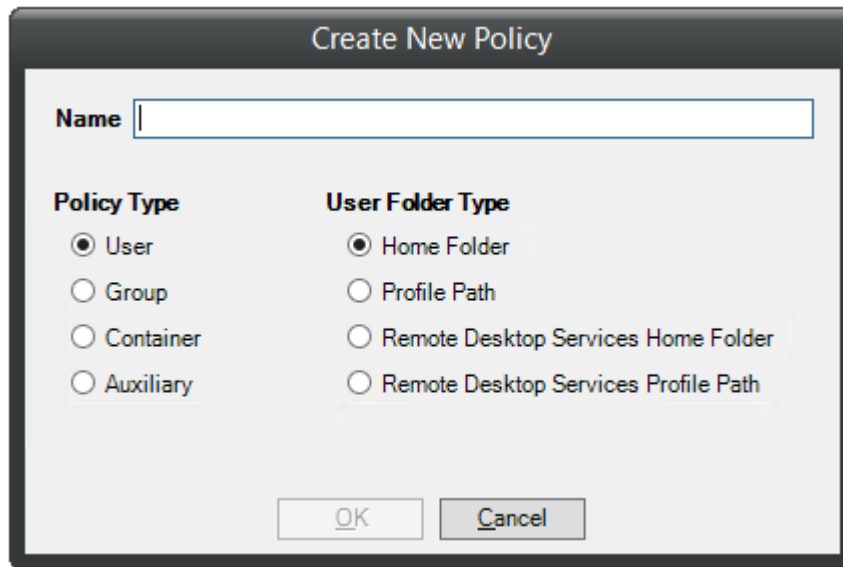 Create New Policy
Name
Policy Type
User Folder Type
User
Home Folder
Group
Profile Path
Container
Remote Desktop Services Home Folder
Auxiliary
Remote Desktop Services Profile Path
OK
Cancel